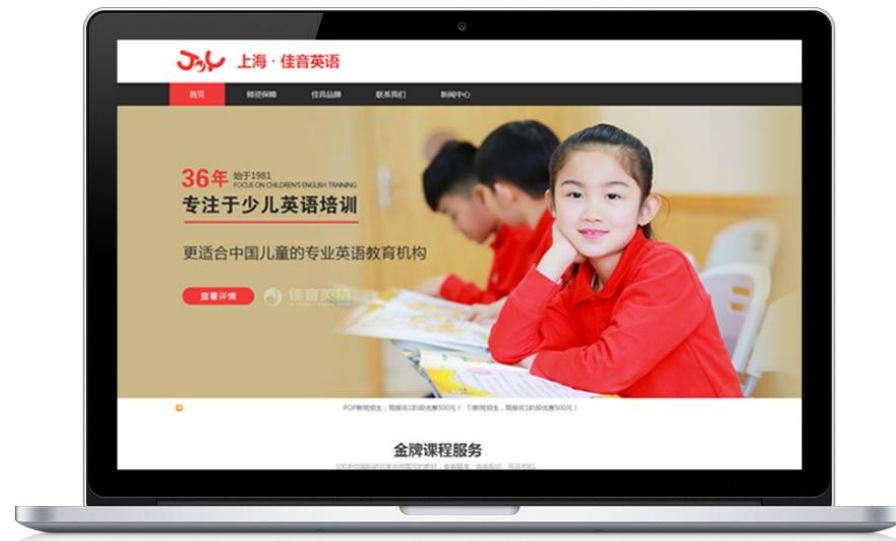 Joy 上海 · 佳音英语
首页 师资保障 佳音品牌 联系我们 新闻中心
36年 始于1981
FOCUS ON CHILDREN'S ENGLISH TRAINING
专注于少儿英语培训
更适合中国儿童的专业英语教育机构
查看详情 佳音英語
金牌课程服务